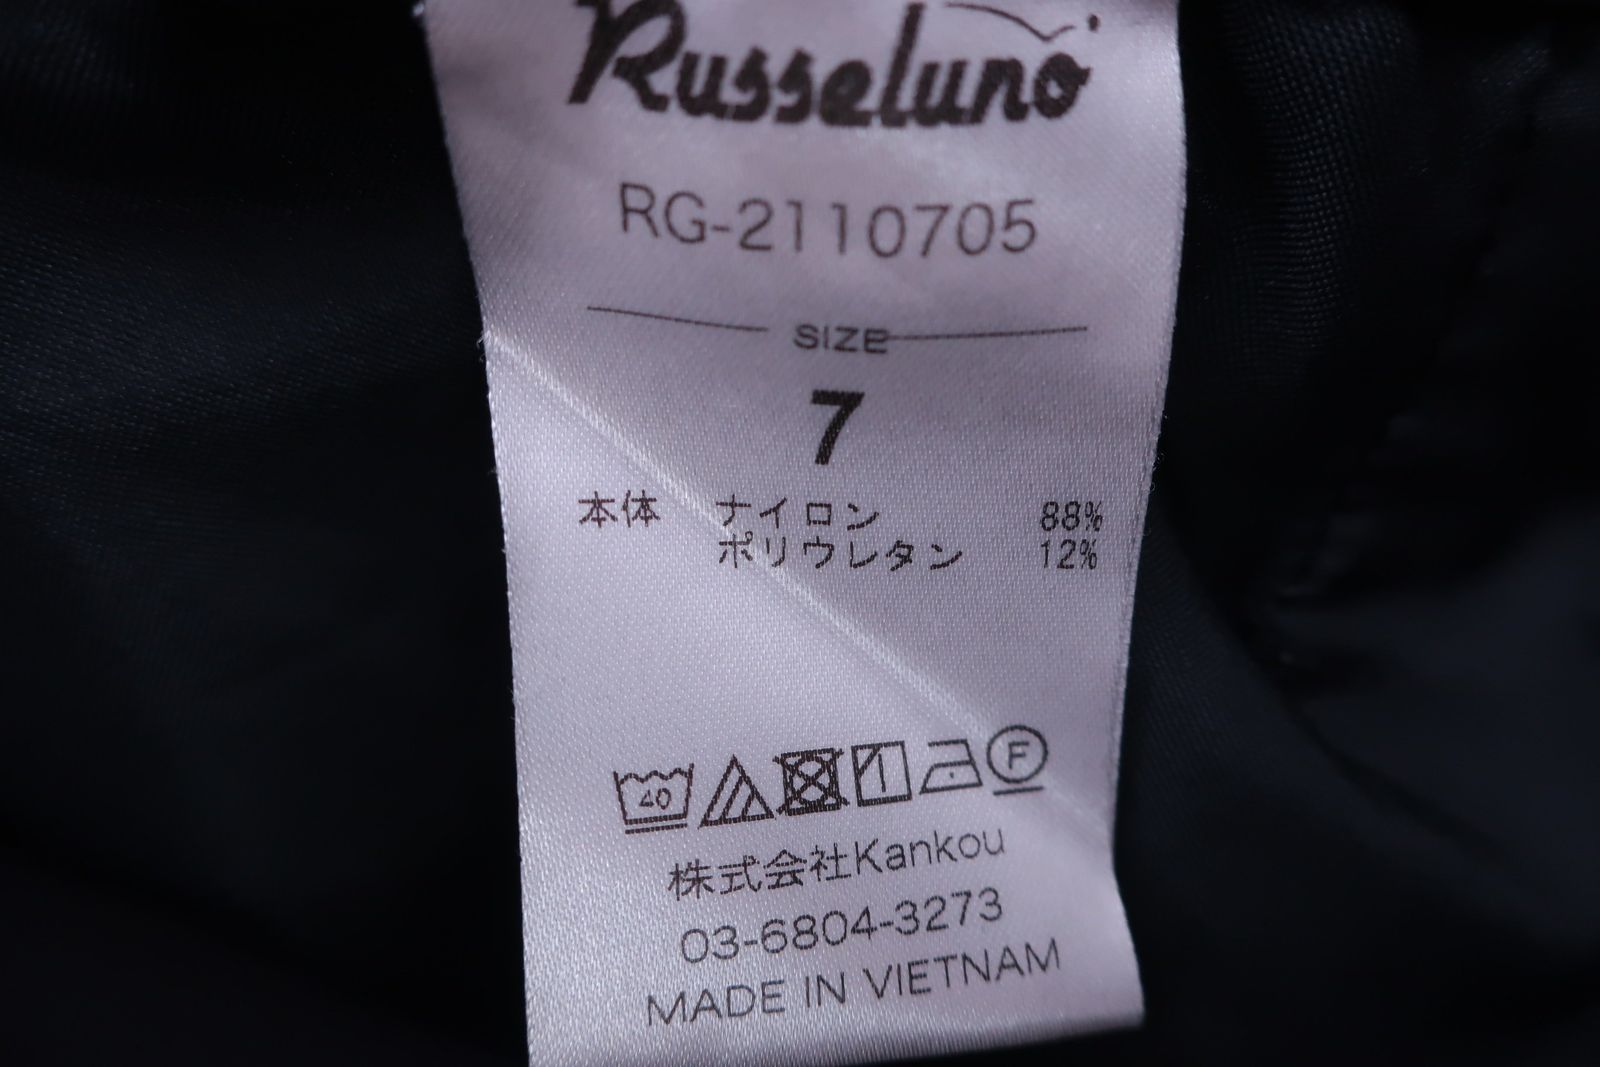 Russeluno
RG-2110705
SIZE
7
本体 ナイロン 88%
ポリウレタン 12%
40
F
株式会社Kankou
03-6804-3273
MADE IN VIETNAM